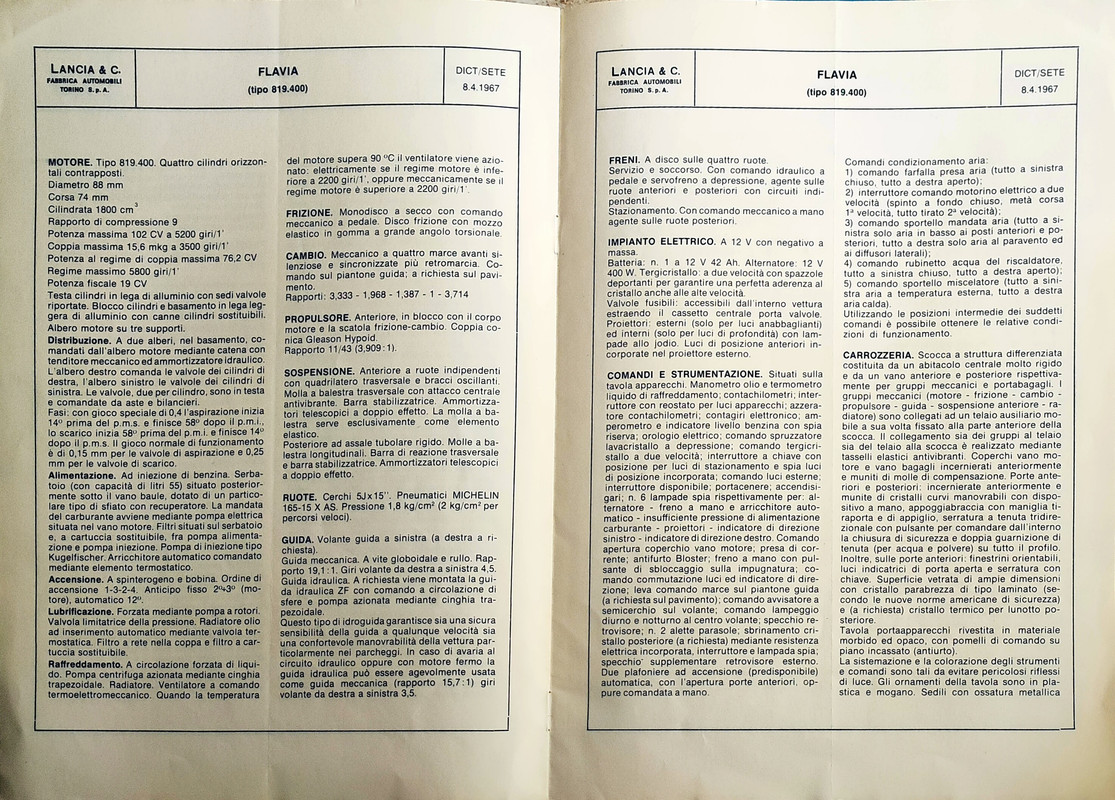 LANCIA & C.
FABBRICA AUTOMOBILI
TORINO S.p.A.
FLAVIA
(tipo 819.400)
DICT/SETE
8.4.1967
MOTORE. Tipo 819.400. Quattro cilindri orizzon-
tali contrapposti.
Diametro 88 mm
Corsa 74 mm
Cilindrata 1800 cm³
Rapporto di compressione 9
Potenza massima 102 CV a 5200 giri/1'
Coppia massima 15,6 mkg a 3500 giri/1'
Potenza al regime di coppia massima 76,2 CV
Regime massimo 5800 giri/1'
Potenza fiscale 19 CV
Testa cilindri in lega di alluminio con sedi valvole
riportate. Blocco cilindri e basamento in lega leg-
gera di alluminio con canne cilindri sostituibili.
Albero motore su tre supporti.
Distribuzione. A due alberi, nel basamento, co-
mandati dall'albero motore mediante catena con
tenditore meccanico ed ammortizzatore idraulico.
L'albero destro comanda le valvole dei cilindri di
destra, l'albero sinistro le valvole dei cilindri di
sinistra. Le valvole, due per cilindro, sono in testa
e comandate da aste e bilancieri.
Fasi: con gioco speciale di 0,4 l'aspirazione inizia
14º prima del p.m.s. e finisce 58º dopo il p.m.i.,
lo scarico inizia 58º prima del p.m.i. e finisce 14º
dopo il p.m.s. Il gioco normale di funzionamento
è di 0,15 mm per le valvole di aspirazione e 0,25
mm per le valvole di scarico.
Alimentazione. Ad iniezione di benzina. Serba-
toio (con capacità di litri 55) situato posterior-
mente sotto il vano baule, dotato di un partico-
lare tipo di sfiato con recuperatore. La mandata
del carburante avviene mediante pompa elettrica
situata nel vano motore. Filtri situati sul serbatoio
e, a cartuccia sostituibile, fra pompa alimenta-
zione e pompa iniezione. Pompa di iniezione tipo
Kugelfischer. Arricchitore automatico comandato
mediante elemento termostatico.
Accensione. A spinterogeno e bobina. Ordine di
accensione 1-3-2-4. Anticipo fisso 2º÷3º (mo-
tore), automatico 12º.
Lubrificazione. Forzata mediante pompa a rotori.
Valvola limitatrice della pressione. Radiatore olio
ad inserimento automatico mediante valvola ter-
mostatica. Filtro a rete nella coppa e filtro a car-
tuccia sostituibile.
Raffreddamento. A circolazione forzata di liqui-
do. Pompa centrifuga azionata mediante cinghia
trapezoidale. Radiatore. Ventilatore a comando
termoelettromeccanico. Quando la temperatura
del motore supera 90 ºC il ventilatore viene azio-
nato: elettricamente se il regime motore è infe-
riore a 2200 giri/1', oppure meccanicamente se il
regime motore è superiore a 2200 giri/1'.
FRIZIONE. Monodisco a secco con comando
meccanico a pedale. Disco frizione con mozzo
elastico in gomma a grande angolo torsionale.
CAMBIO. Meccanico a quattro marce avanti si-
lenziose e sincronizzate più retromarcia. Co-
mando sul piantone guida; a richiesta sul pavi-
mento.
Rapporti: 3,333 - 1,968 - 1,387 - 1 - 3,714
PROPULSORE. Anteriore, in blocco con il corpo
motore e la scatola frizione-cambio. Coppia co-
nica Gleason Hypoid.
Rapporto 11/43 (3,909:1).
SOSPENSIONE. Anteriore a ruote indipendenti
con quadrilatero trasversale e bracci oscillanti.
Molla a balestra trasversale con attacco centrale
antivibrante. Barra stabilizzatrice. Ammortizza-
tori telescopici a doppio effetto. La molla a ba-
lestra serve esclusivamente come elemento
elastico.
Posteriore ad assale tubolare rigido. Molle a ba-
lestra longitudinali. Barra di reazione trasversale
e barra stabilizzatrice. Ammortizzatori telescopici
a doppio effetto.
RUOTE. Cerchi 5Jx15". Pneumatici MICHELIN
165-15 X AS. Pressione 1,8 kg/cm² (2 kg/cm² per
percorsi veloci).
GUIDA. Volante guida a sinistra (a destra a ri-
chiesta).
Guida meccanica. A vite globoidale e rullo. Rap-
porto 19,1:1. Giri volante da destra a sinistra 4,5.
Guida idraulica. A richiesta viene montata la gui-
da idraulica ZF con comando a circolazione di
sfere e pompa azionata mediante cinghia tra-
pezoidale.
Questo tipo di idroguida garantisce sia una sicura
sensibilità della guida a qualunque velocità sia
una confortevole manovrabilità della vettura par-
ticolarmente nei parcheggi. In caso di avaria al
circuito idraulico oppure con motore fermo la
guida idraulica può essere agevolmente usata
come guida meccanica (rapporto 15,7:1) giri
volante da destra a sinistra 3,5.
LANCIA & C.
FABBRICA AUTOMOBILI
TORINO S.p.A.
FLAVIA
(tipo 819.400)
DICT/SETE
8.4.1967
FRENI. A disco sulle quattro ruote.
Servizio e soccorso. Con comando idraulico a
pedale e servofreno a depressione, agente sulle
ruote anteriori e posteriori con circuiti indi-
pendenti.
Stazionamento. Con comando meccanico a mano
agente sulle ruote posteriori.
IMPIANTO ELETTRICO. A 12 V con negativo a
massa.
Batteria: n. 1 a 12 V 42 Ah. Alternatore: 12 V
400 W. Tergicristallo: a due velocità con spazzole
deportanti per garantire una perfetta aderenza al
cristallo anche alle alte velocità.
Valvole fusibili: accessibili dall'interno vettura
estraendo il cassetto centrale porta valvole.
Proiettori: esterni (solo per luci anabbaglianti)
ed interni (solo per luci di profondità) con lam-
pade allo jodio. Luci di posizione anteriori in-
corporate nel proiettore esterno.
COMANDI E STRUMENTAZIONE. Situati sulla
tavola apparecchi. Manometro olio e termometro
liquido di raffreddamento; contachilometri; inter-
ruttore con reostato per luci apparecchi; azzera-
tore contachilometri; contagiri elettronico; am-
perometro e indicatore livello benzina con spia
riserva; orologio elettrico; comando spruzzatore
lavacristallo a depressione; comando tergicri-
stallo a due velocità; interruttore a chiave con
posizione per luci di stazionamento e spia luci
di posizione incorporata; comando luci esterne;
interruttore disponibile; portacenere; accendisi-
gari; n. 6 lampade spia rispettivamente per: al-
ternatore - freno a mano e arricchitore auto-
matico - insufficiente pressione di alimentazione
carburante - proiettori - indicatore di direzione
sinistro - indicatore di direzione destro. Comando
apertura coperchio vano motore; presa di cor-
rente; antifurto Bloster; freno a mano con pul-
sante di sbloccaggio sulla impugnatura; co-
mando commutazione luci ed indicatore di dire-
zione; leva comando marce sul piantone guida
(a richiesta sul pavimento); comando avvisatore a
semicerchio sul volante; comando lampeggio
diurno e notturno al centro volante; specchio re-
trovisore; n. 2 alette parasole; sbrinamento cri-
stallo posteriore (a richiesta) mediante resistenza
elettrica incorporata, interruttore e lampada spia;
specchio supplementare retrovisore esterno.
Due plafoniere ad accensione (predisponibile)
automatica, con l'apertura porte anteriori, op-
pure comandata a mano.
Comandi condizionamento aria:
1) comando farfalla presa aria (tutto a sinistra
chiuso, tutto a destra aperto);
2) interruttore comando motorino elettrico a due
velocità (spinto a fondo chiuso, metà corsa
1ª velocità, tutto tirato 2ª velocità);
3) comando sportello mandata aria (tutto a si-
nistra solo aria in basso ai posti anteriori e po-
steriori, tutto a destra solo aria al paravento ed
ai diffusori laterali);
4) comando rubinetto acqua del riscaldatore,
tutto a sinistra chiuso, tutto a destra aperto;
5) comando sportello miscelatore (tutto a sini-
stra aria a temperatura esterna, tutto a destra
aria calda).
Utilizzando le posizioni intermedie dei suddetti
comandi è possibile ottenere le relative condi-
zioni di funzionamento.
CARROZZERIA. Scocca a struttura differenziata
costituita da un abitacolo centrale molto rigido
e da un vano anteriore e posteriore rispettiva-
mente per gruppi meccanici e portabagagli. I
gruppi meccanici (motore - frizione - cambio -
propulsore - guida - sospensione anteriore - ra-
diatore) sono collegati ad un telaio ausiliario mo-
bile a sua volta fissato alla parte anteriore della
scocca. Il collegamento sia dei gruppi al telaio
sia del telaio alla scocca è realizzato mediante
tasselli elastici antivibranti. Coperchi vano mo-
tore e vano bagagli incernierati anteriormente
e muniti di molle di compensazione. Porte ante-
riori e posteriori: incernierate anteriormente e
munite di cristalli curvi manovrabili con dispo-
sitivo a mano, appoggiabraccia con maniglia ti-
raporta e di appiglio, serratura a tenuta tridire-
zionale con pulsante per comandare dall'interno
la chiusura di sicurezza e doppia guarnizione di
tenuta (per acqua e polvere) su tutto il profilo.
Inoltre, sulle porte anteriori: finestrini orientabili,
luci indicatrici di porta aperta e serratura con
chiave. Superficie vetrata di ampie dimensioni
con cristallo parabrezza di tipo laminato (se-
condo le nuove norme americane di sicurezza)
e (a richiesta) cristallo termico per lunotto po-
steriore.
Tavola portaapparecchi rivestita in materiale
morbido ed opaco, con pomelli di comando su
piano incassato (antiurto).
La sistemazione e la colorazione degli strumenti
e comandi sono tali da evitare pericolosi riflessi
di luce. Gli ornamenti della tavola sono in pla-
stica e mogano. Sedili con ossatura metallica